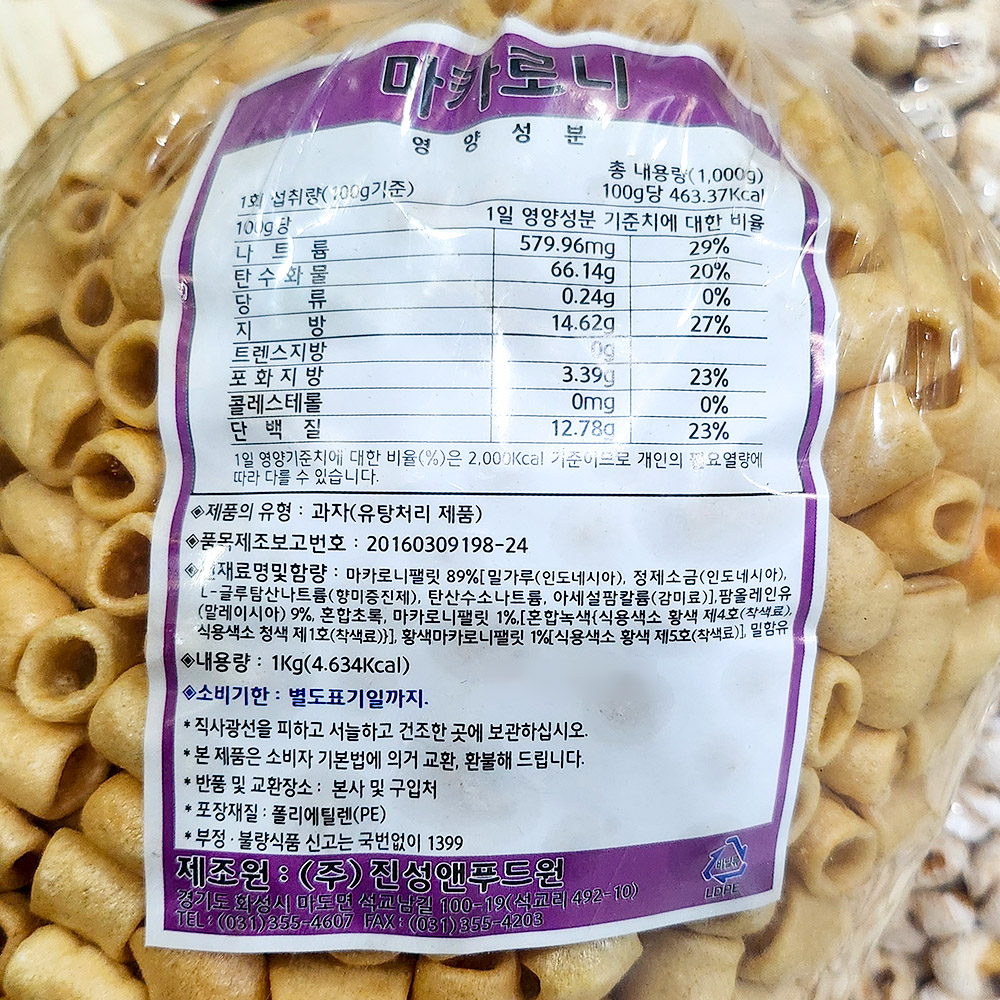 마카로니
영 양 성 분
총 내용량(1,000g)
1회 섭취량(100g기준) 100g당 463.37Kcal
100g당 1일 영양성분 기준치에 대한 비율
나 트 륨 579.96mg 29%
탄 수 화 물 66.14g 20%
당 류 0.24g 0%
지 방 14.62g 27%
트렌스지방 0g
포 화 지 방 3.39g 23%
콜레스테롤 0mg 0%
단 백 질 12.78g 23%
1일 영양기준치에 대한 비율(%)은 2,000Kcal 기준이므로 개인의 필요열량에
따라 다를 수 있습니다.
◈제품의 유형 : 과자(유탕처리 제품)
◈품목제조보고번호 : 20160309198-24
◈원재료명및함량 : 마카로니팰릿 89%[밀가루(인도네시아), 정제소금(인도네시아),
L-글루탐산나트륨(향미증진제), 탄산수소나트륨, 아세설팜칼륨(감미료)],팜올레인유
(말레이시아) 9%, 혼합초록, 마카로니팰릿 1%,[혼합녹색{식용색소 황색 제4호(착색료),
식용색소 청색 제1호(착색료)}], 황색마카로니팰릿 1%[식용색소 황색 제5호(착색료)], 밀함유
◈내용량 : 1Kg(4.634Kcal)
◈소비기한 : 별도표기일까지.
* 직사광선을 피하고 서늘하고 건조한 곳에 보관하십시오.
* 본 제품은 소비자 기본법에 의거 교환, 환불해 드립니다.
* 반품 및 교환장소 : 본사 및 구입처
* 포장재질 : 폴리에틸렌(PE)
* 부정 · 불량식품 신고는 국번없이 1399
제조원 : (주) 진성앤푸드원
경기도 화성시 마도면 석교남길 100-19(석교리 492-10)
TEL : (031)355-4607 FAX : (031)355-4203
비닐류
LDPE